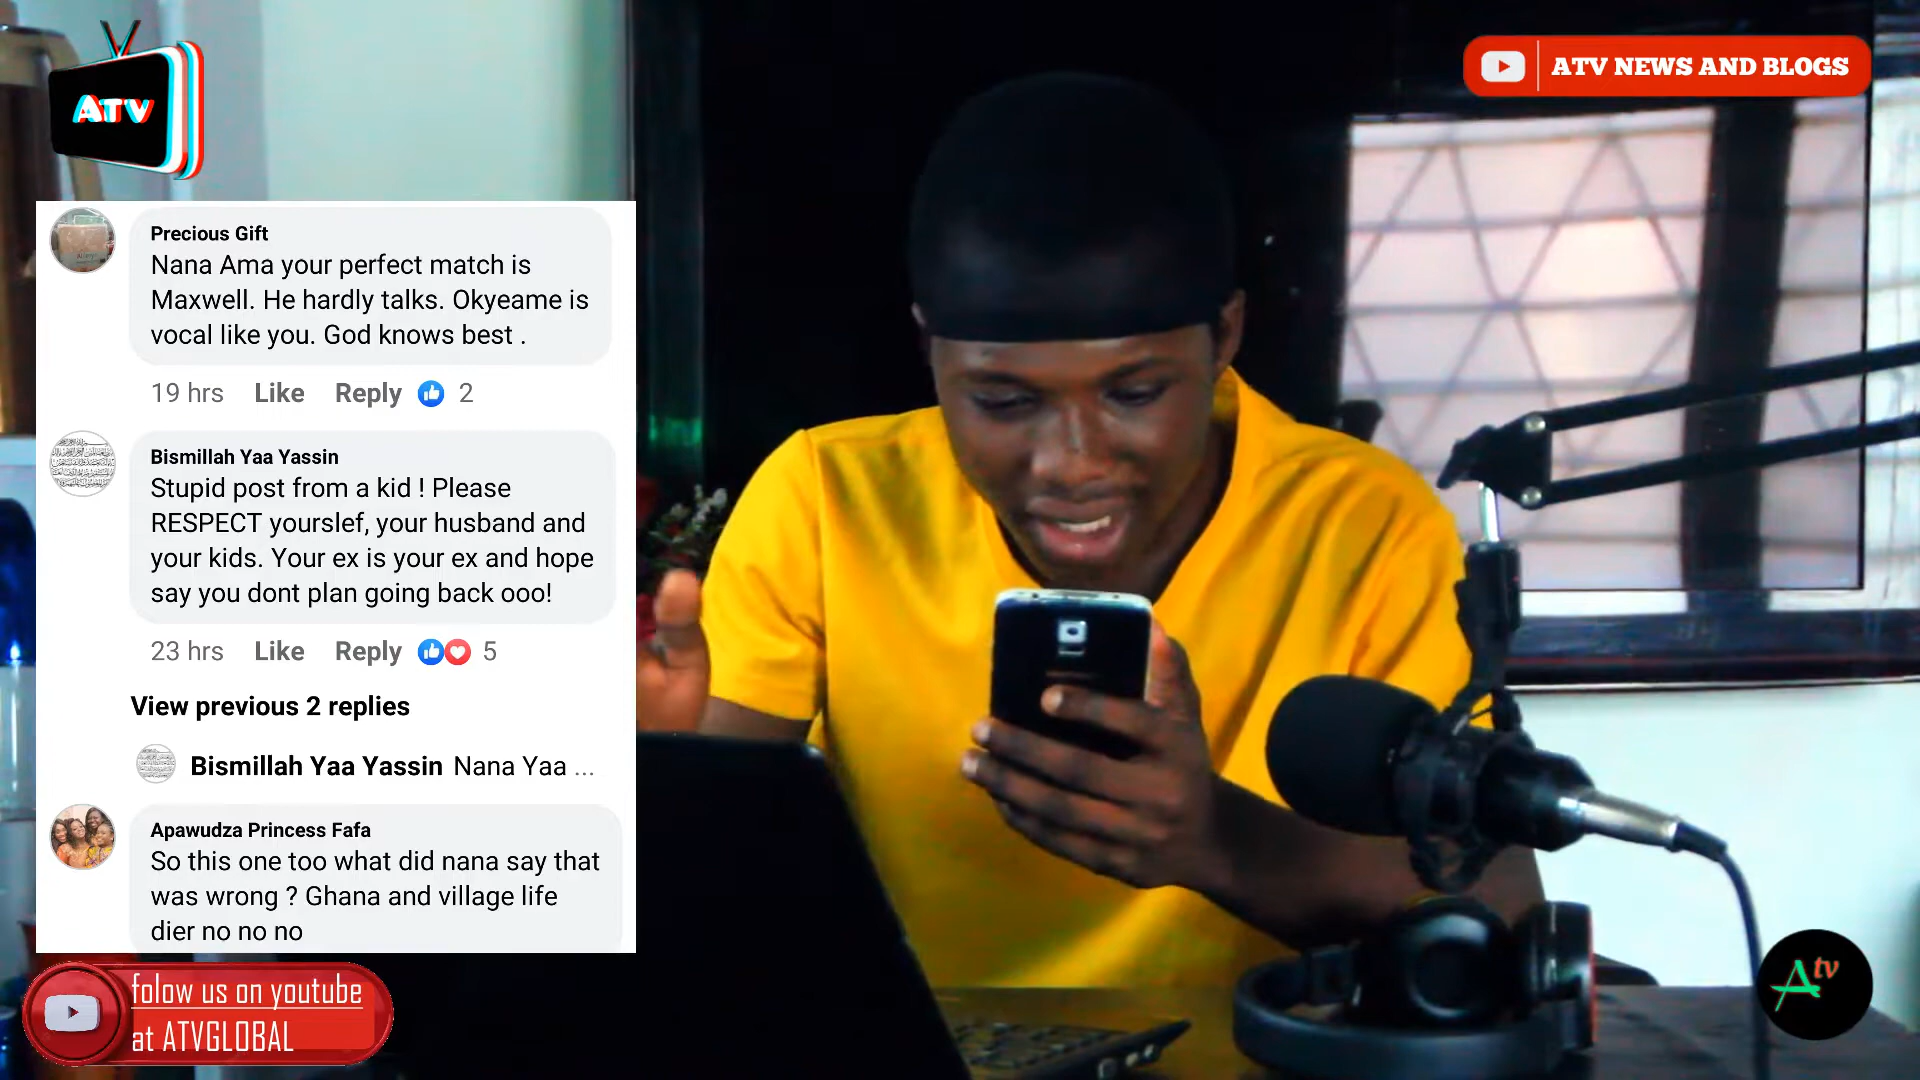 ATV
ATV NEWS AND BLOGS
Precious Gift
Nana Ama your perfect match is
Maxwell. He hardly talks. Okyeame is
vocal like you. God knows best .
19 hrs Like Reply 2
Bismillah Yaa Yassin
Stupid post from a kid ! Please
RESPECT yourslef, your husband and
your kids. Your ex is your ex and hope
say you dont plan going back ooo!
23 hrs Like Reply 5
View previous 2 replies
Bismillah Yaa Yassin Nana Yaa ...
Apawudza Princess Fafa
So this one too what did nana say that
was wrong ? Ghana and village life
dier no no no
folow us on youtube
at ATVGLOBAL
Atv